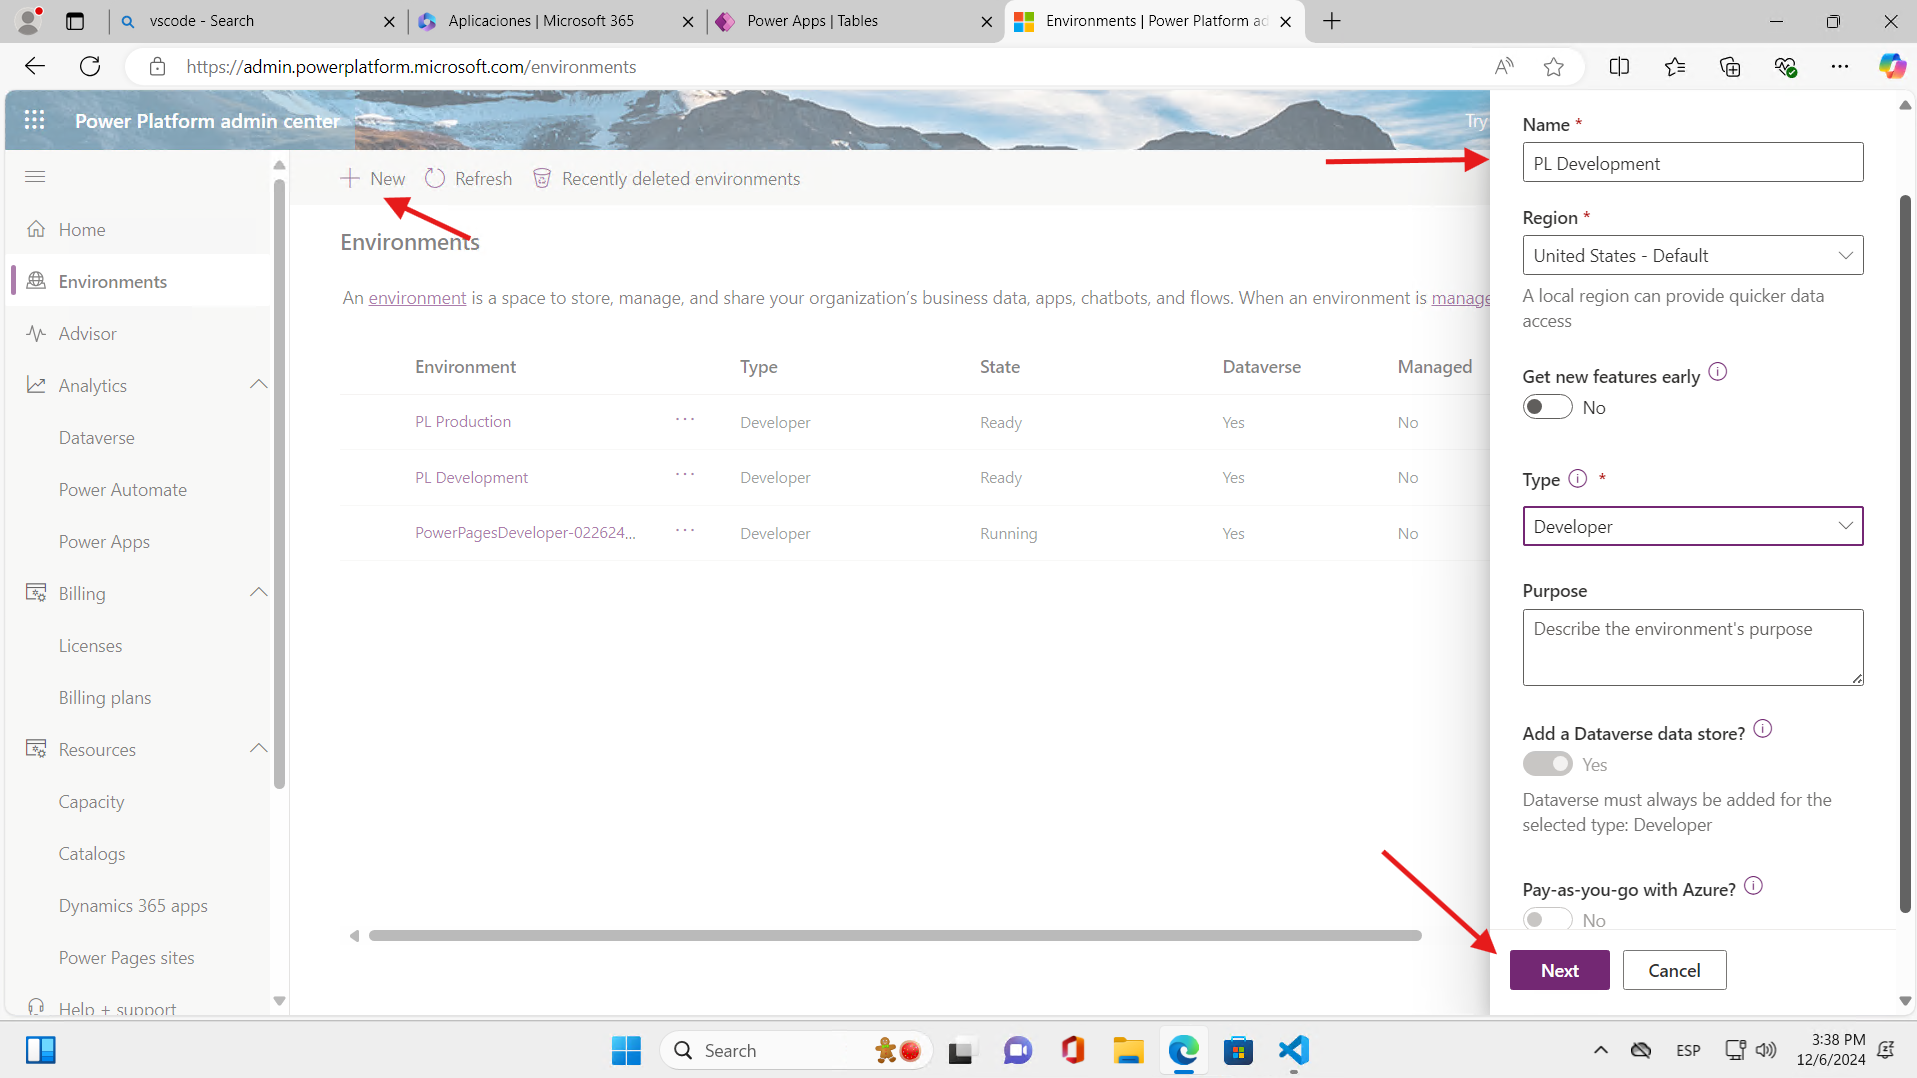 vscode - Search
Aplicaciones | Microsoft 365
Power Apps | Tables
Environments | Power Platform ad
https://admin.powerplatform.microsoft.com/environments
Power Platform admin center
Try
New
Refresh
Recently deleted environments
Home
Environments
Advisor
Analytics
Dataverse
Power Automate
Power Apps
Billing
Licenses
Billing plans
Resources
Capacity
Catalogs
Dynamics 365 apps
Power Pages sites
Help + support
Environments
An environment is a space to store, manage, and share your organization's business data, apps, chatbots, and flows. When an environment is manage
Environment Type State Dataverse Managed
PL Production ... Developer Ready Yes No
PL Development ... Developer Ready Yes No
PowerPagesDeveloper-022624... ... Developer Running Yes No
Name *
PL Development
Region *
United States - Default
A local region can provide quicker data
access
Get new features early
No
Type *
Developer
Purpose
Describe the environment's purpose
Add a Dataverse data store?
Yes
Dataverse must always be added for the
selected type: Developer
Pay-as-you-go with Azure?
No
Next
Cancel
Search
ESP
3:38 PM
12/6/2024